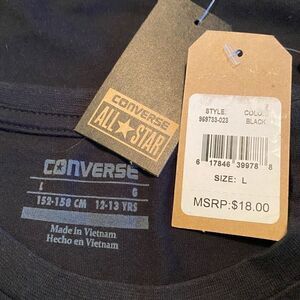 CONVERSE
ALL STAR
STYLE: COLO
969733-023 BLACK
6 17846 39978 8
SIZE: L
MSRP:$18.00
CONVERSE
L G
152-158 CM 12-13 YRS
Made in Vietnam
Hecho en Vietnam